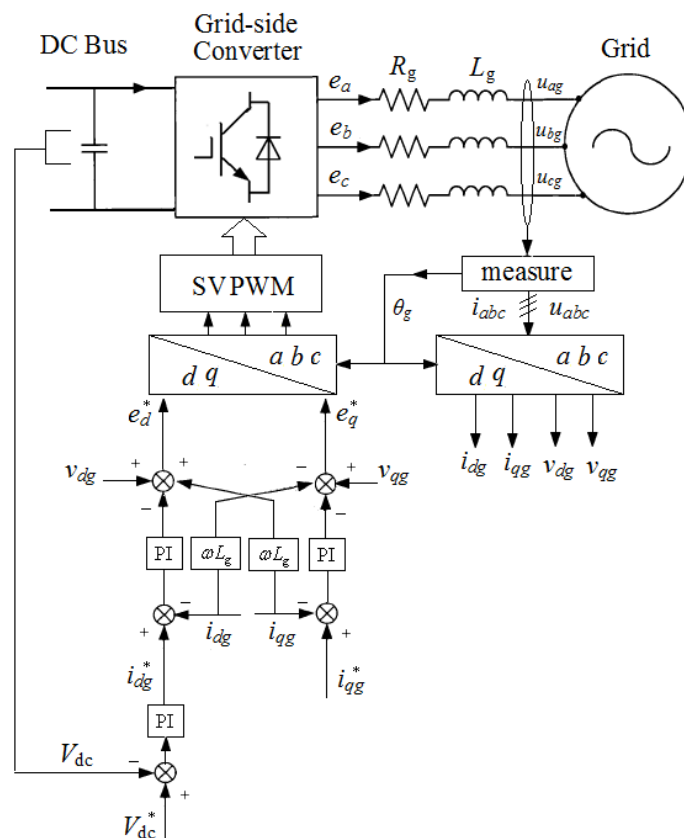 DC Bus
Grid-side
Converter
Grid
R_g
L_g
e_a
u_ag
e_b
u_bg
e_c
u_cg
SVPWM
measure
θ_g
i_abc
u_abc
a b c
d q
a b c
d q
e_d^*
e_q^*
i_dg
i_qg
v_dg
v_qg
v_dg
+
+
−
+
v_qg
−
−
PI
ωL_g
ωL_g
PI
−
−
+
i_dg
i_qg
+
i_dg^*
i_qg^*
PI
V_dc
−
+
V_dc^*